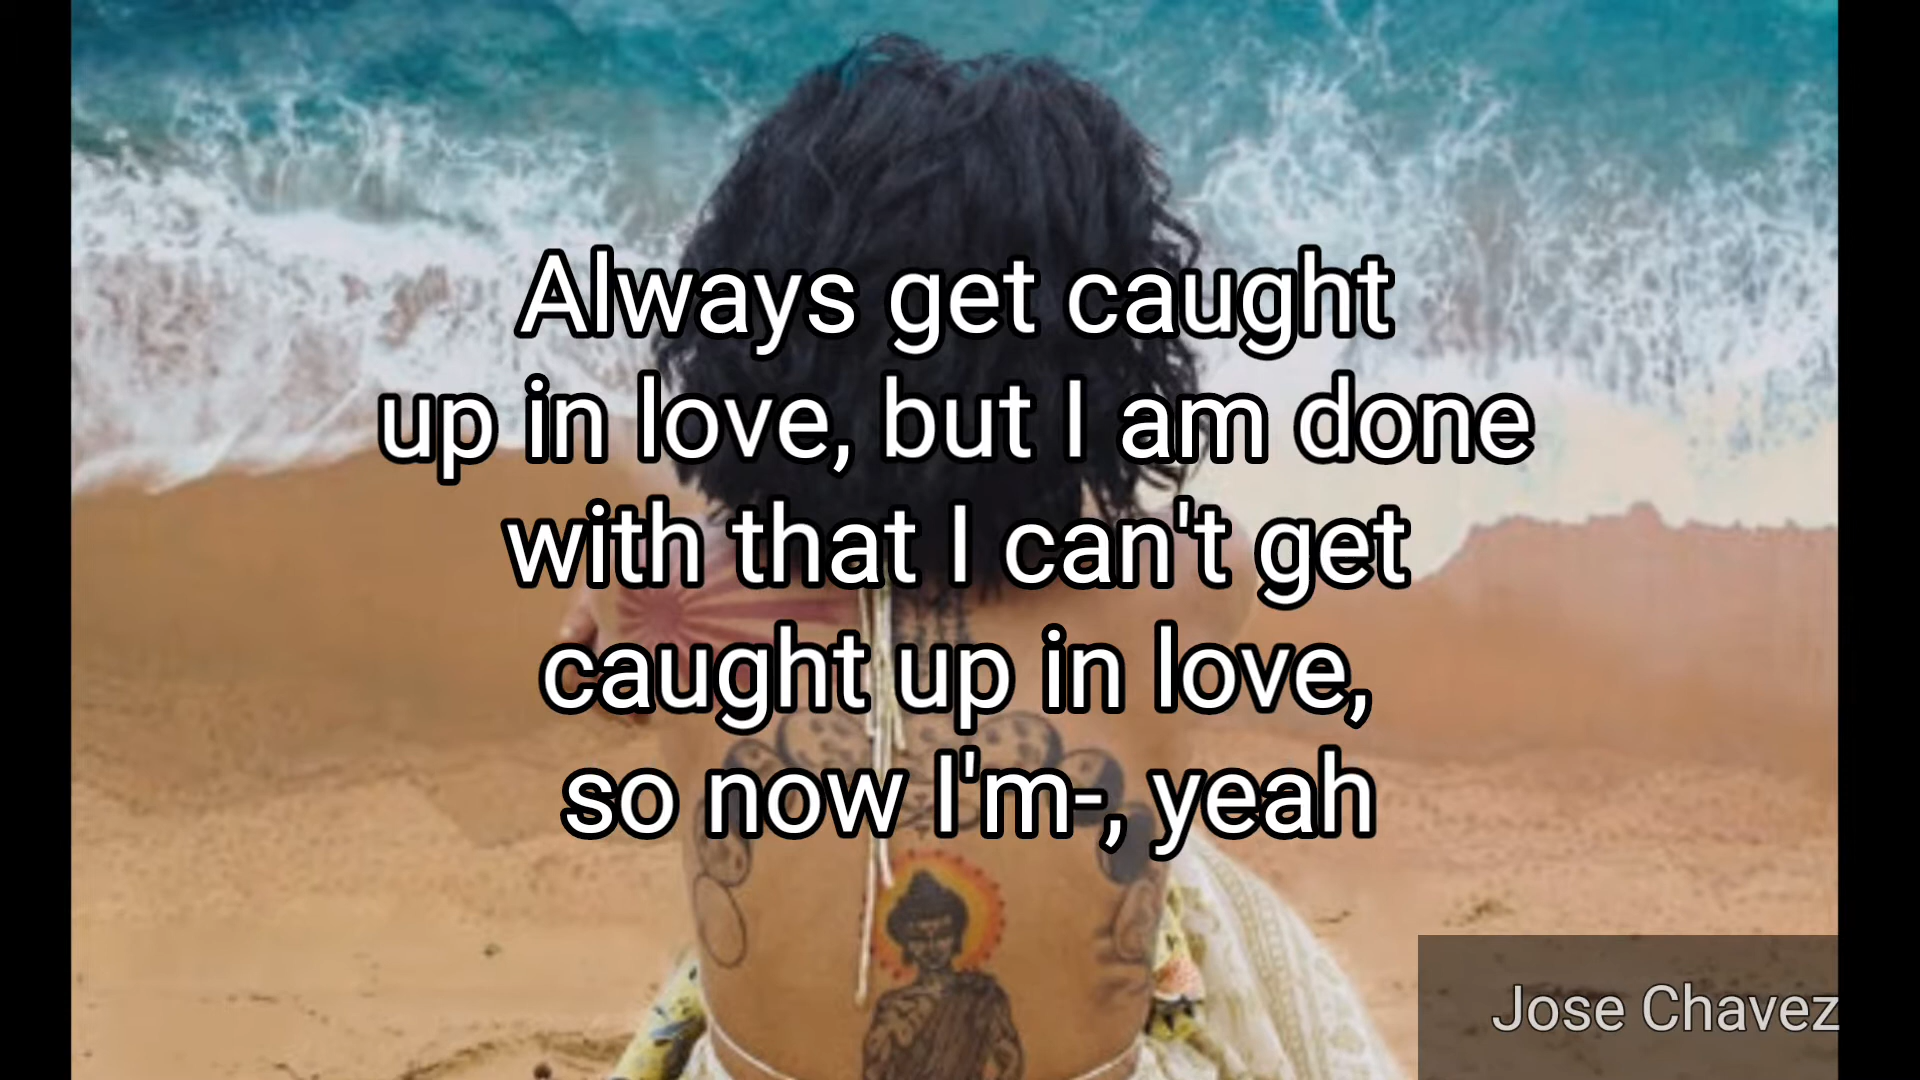 Always get caught
up in love, but I am done
with that I can't get
caught up in love,
so now I'm-, yeah
Jose Chavez